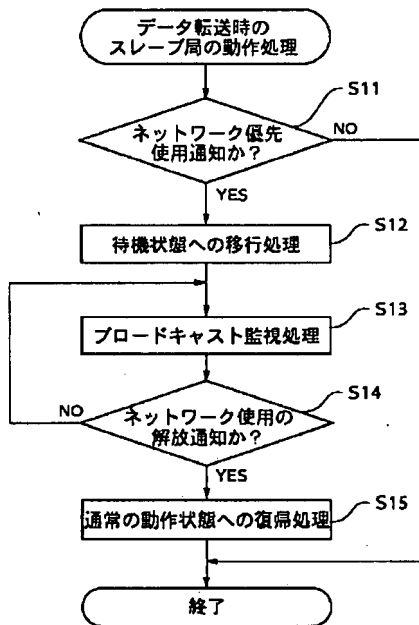 データ転送時の
スレーブ局の動作処理
S11
ネットワーク優先
使用通知か？
NO
YES
S12
待機状態への移行処理
S13
ブロードキャスト監視処理
S14
ネットワーク使用の
解放通知か？
NO
YES
S15
通常の動作状態への復帰処理
終了